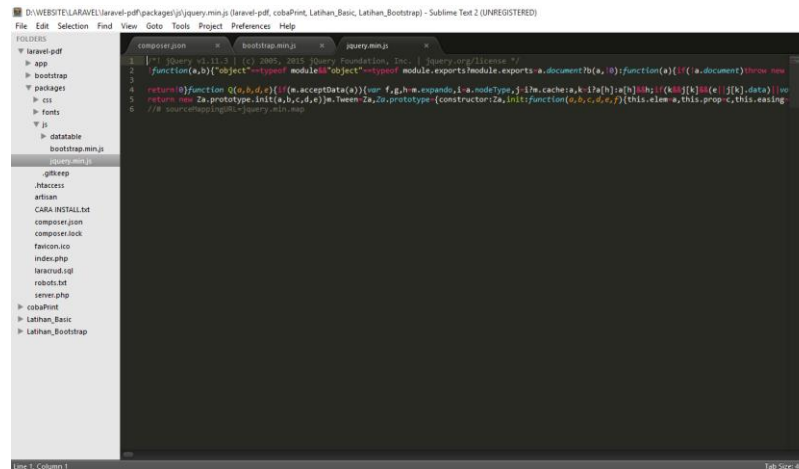 D:\WEBSITE\LARAVEL\laravel-pdf\packages\js\jquery.min.js (laravel-pdf, cobaPrint, Latihan_Basic, Latihan_Bootstrap) - Sublime Text 2 (UNREGISTERED)
File Edit Selection Find View Goto Tools Project Preferences Help
FOLDERS
laravel-pdf
app
bootstrap
packages
css
fonts
js
datatable
bootstrap.min.js
jquery.min.js
.gitkeep
.htaccess
artisan
CARA INSTALL.txt
composer.json
composer.lock
favicon.ico
index.php
laracrud.sql
robots.txt
server.php
cobaPrint
Latihan_Basic
Latihan_Bootstrap
composer.json × bootstrap.min.js × jquery.min.js ×
1 /*! jQuery v1.11.3 | (c) 2005, 2015 jQuery Foundation, Inc. | jquery.org/license */
2 !function(a,b){"object"==typeof module&&"object"==typeof module.exports?module.exports=a.document?b(a,!0):function(a){if(!a.document)throw new
3
4 return!0}function Q(a,b,d,e){if(m.acceptData(a)){var f,g,h=m.expando,i=a.nodeType,j=i?m.cache:a,k=i?a[h]:a[h]&&h;if(k&&j[k]&&(e||j[k].data)||vo
5 return new Za.prototype.init(a,b,c,d,e)}m.Tween=Za,Za.prototype={constructor:Za,init:function(a,b,c,d,e,f){this.elem=a,this.prop=c,this.easing=
6 //# sourceMappingURL=jquery.min.map
Line 1, Column 1
Tab Size: 4